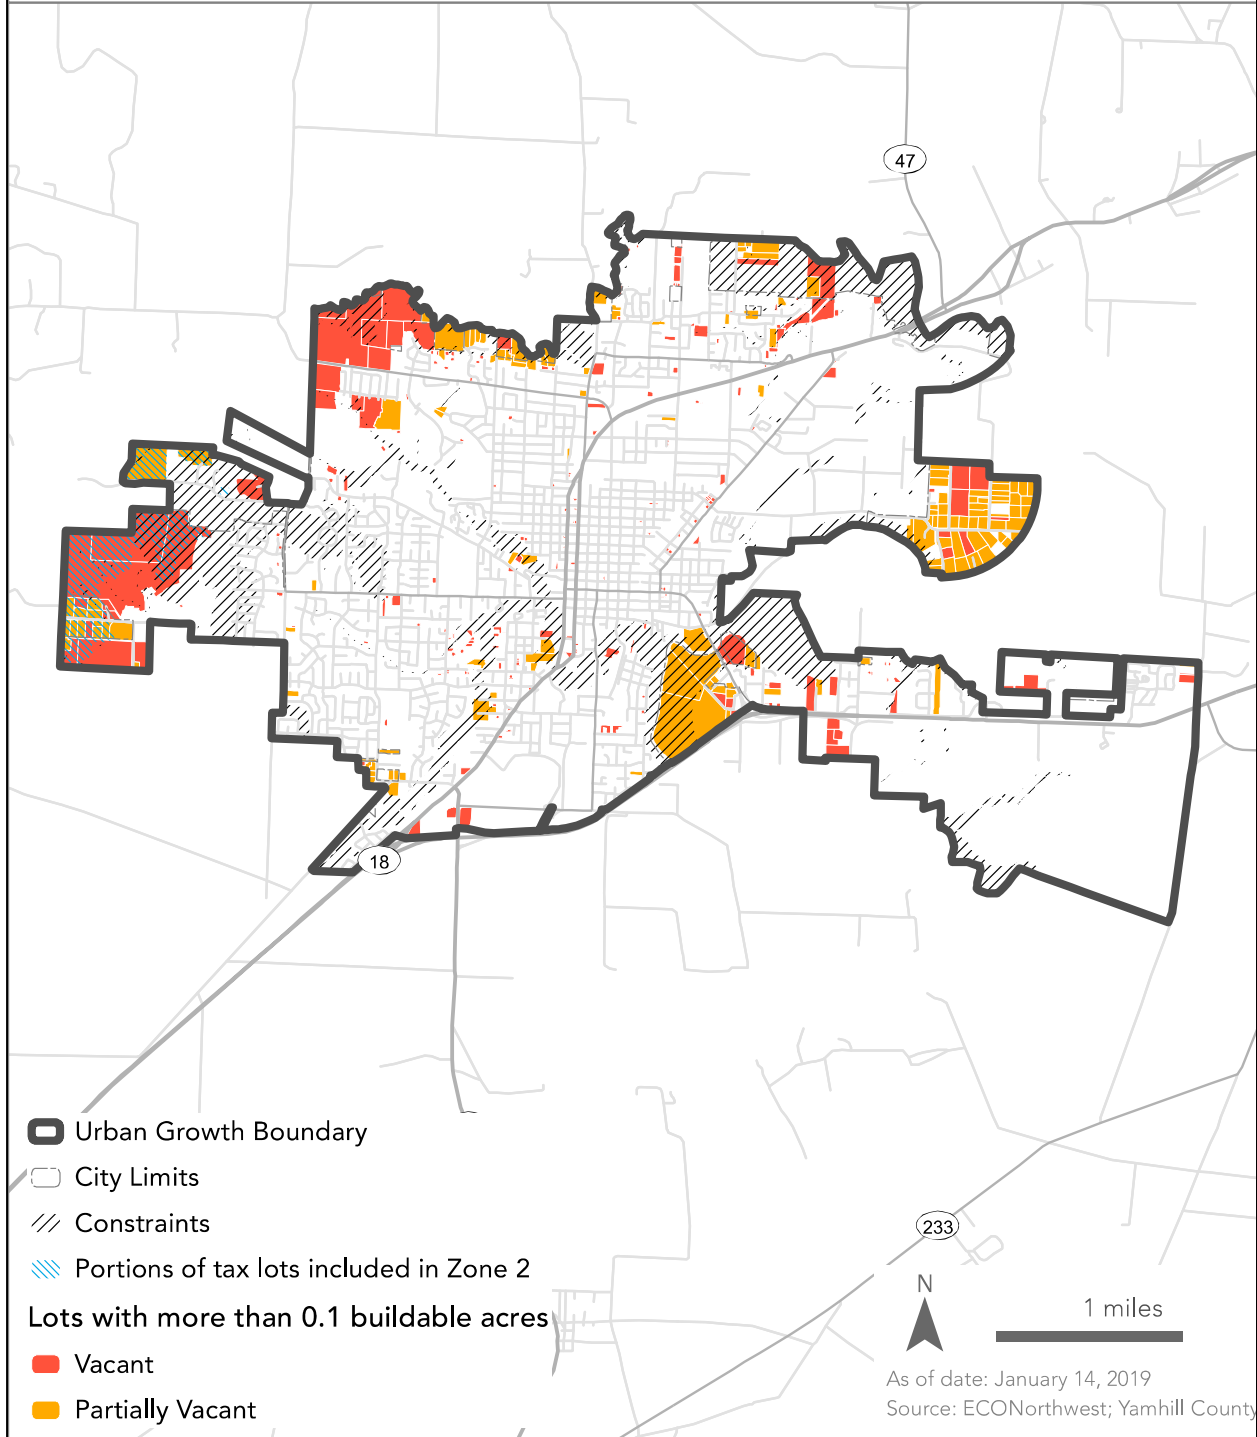 47
18
Urban Growth Boundary
City Limits
Constraints
Portions of tax lots included in Zone 2
Lots with more than 0.1 buildable acres
Vacant
Partially Vacant
233
N
1 miles
As of date: January 14, 2019
Source: ECONorthwest; Yamhill County